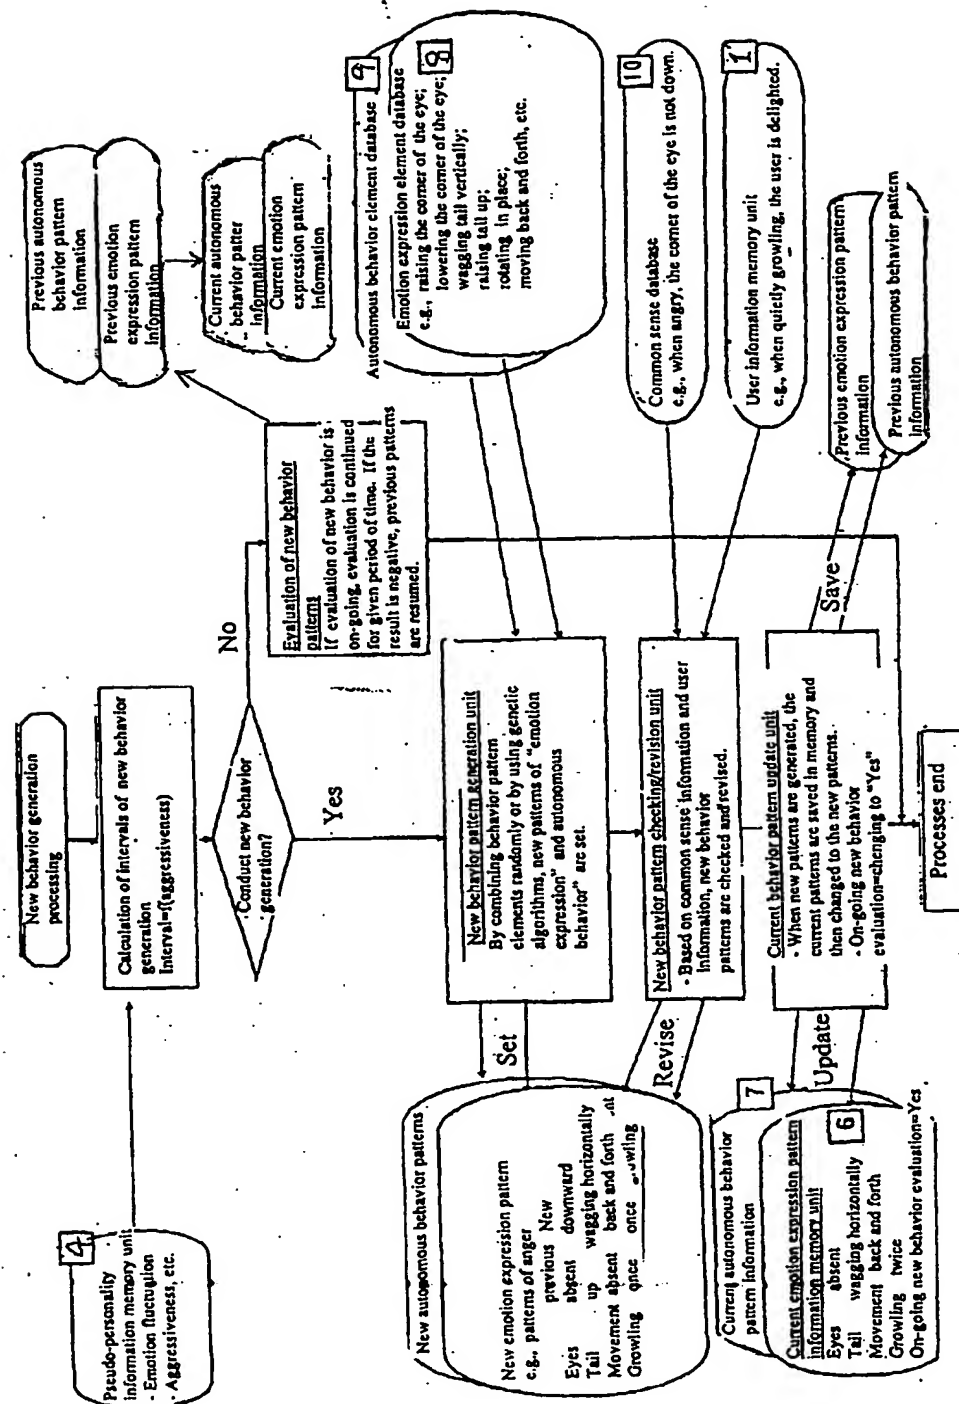 New behavior generation
processing
4
Pseudo-personality
information memory unit
- Emotion fluctuation
- Aggressiveness, etc.
Calculation of intervals of new behavior
generation
Interval=f(aggressiveness)
Conduct new behavior
generation?
No
Yes
Evaluation of new behavior
patterns
If evaluation of new behavior is
on-going, evaluation is continued
for given period of time. If the
result is negative, previous patterns
are resumed.
Previous autonomous
behavior pattern
information
Previous emotion
expression pattern
information
Current autonomous
behavior patter
information
Current emotion
expression pattern
information
New behavior pattern generation unit
By combining behavior pattern
elements randomly or by using genetic
algorithms, new patterns of "emotion
expression" and autonomous
behavior" are set.
9
Autonomous behavior element database
8
Emotion expression element database
e.g., raising the corner of the eye;
lowering the corner of the eye;
wagging tail vertically;
raising tail up;
rotating in place;
moving back and forth, etc.
Set
New autonomous behavior patterns
New emotion expression pattern
e.g., patterns of anger
previous New
Eyes absent downward
Tail up wagging horizontally
Movement absent back and forth
Growling once once
New behavior pattern checking/revision unit
- Based on common sense information and user
information, new behavior
patterns are checked and revised.
Revise
10
Common sense database
e.g., when angry, the corner of the eye is not down.
1
User information memory unit
e.g., when quietly growling, the user is delighted.
Current behavior pattern update unit
- When new patterns are generated, the
current patterns are saved in memory and
then changed to the new patterns.
- On-going new behavior
evaluation=chenging to "Yes"
Update
Save
7
Current autonomous behavior
pattern information
Current emotion expression pattern
information memory unit
6
Eyes absent
Tail wagging horizontally
Movement back and forth
Growling twice
On-going new behavior evaluation=Yes
Previous emotion expression pattern
information
Previous autonomous behavior pattern
information
Processes end